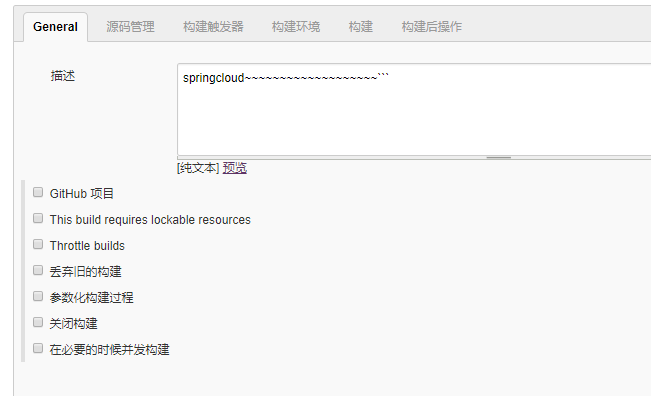 General 源码管理 构建触发器 构建环境 构建 构建后操作
描述 springcloud~~~~~~~~~~~~~~~~~~~```
[纯文本] 预览
GitHub 项目
This build requires lockable resources
Throttle builds
丢弃旧的构建
参数化构建过程
关闭构建
在必要的时候并发构建